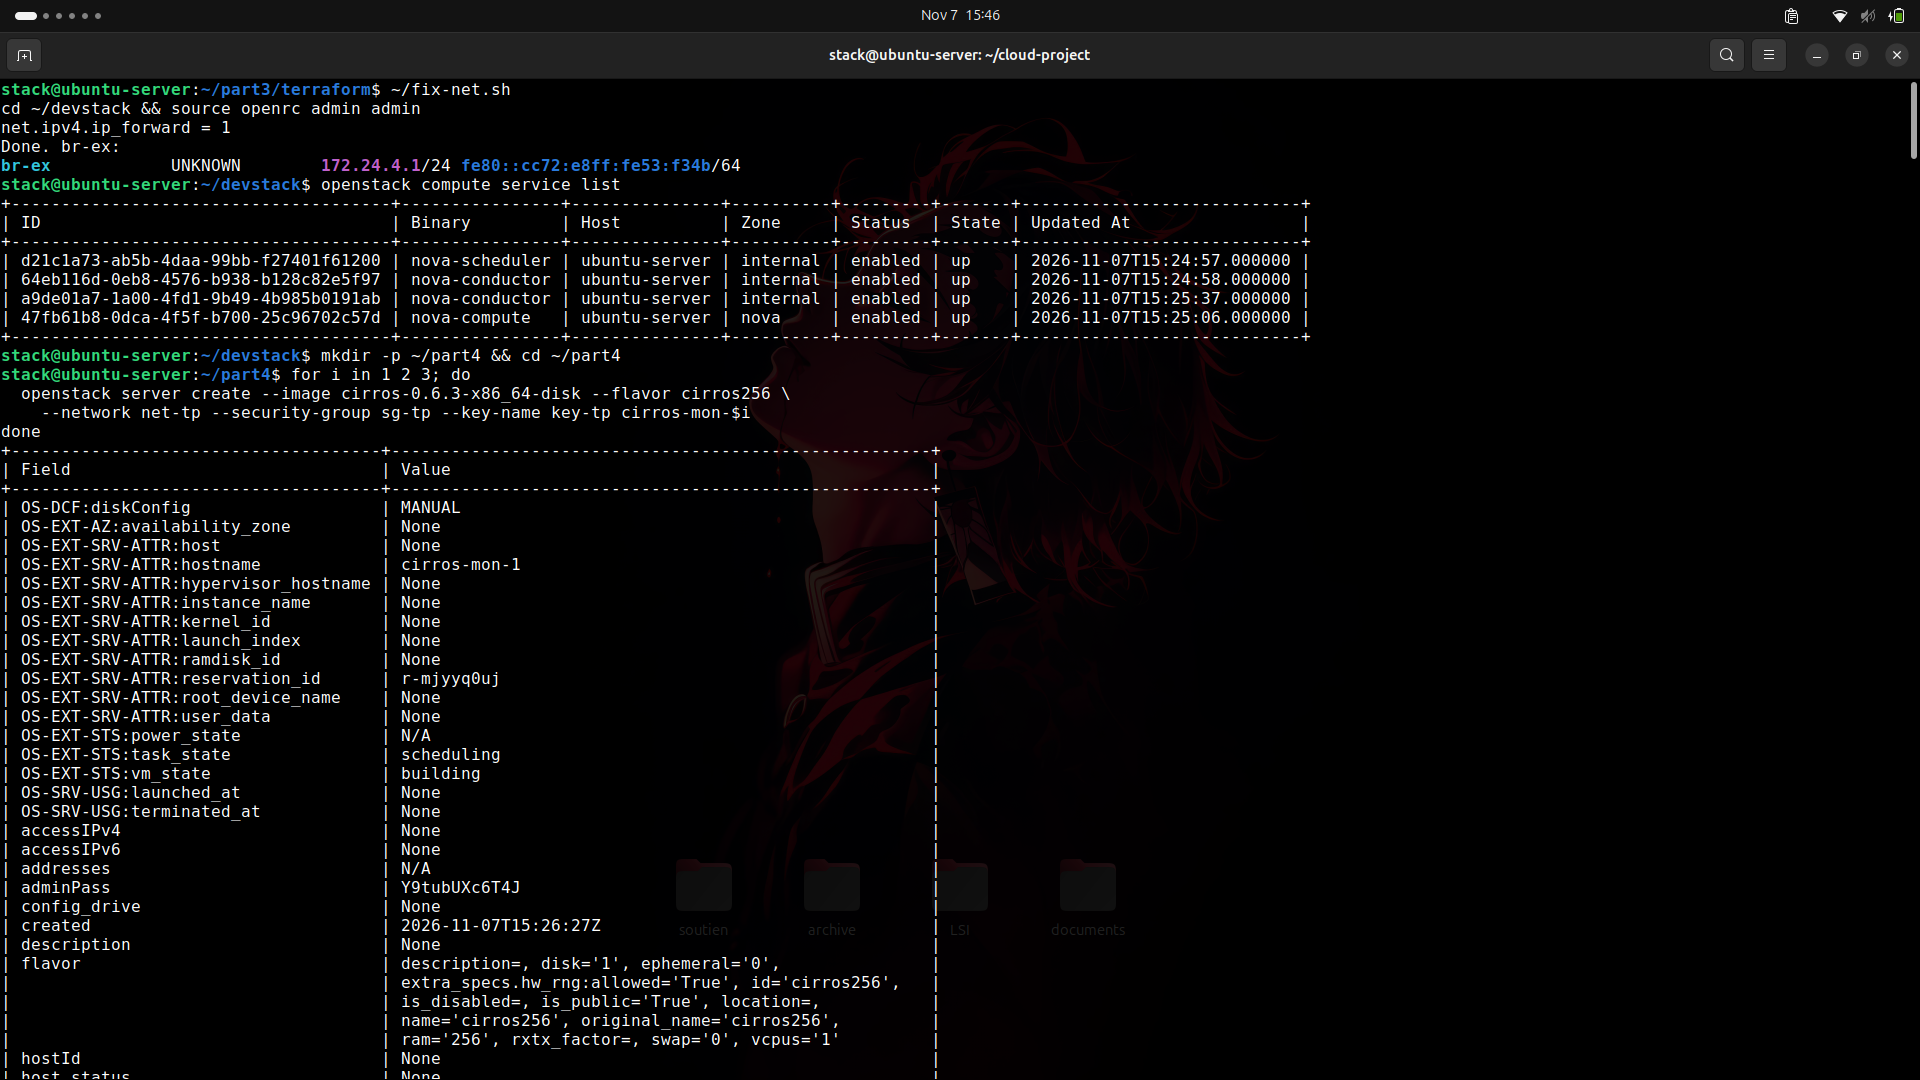 Nov 7 15:46
stack@ubuntu-server: ~/cloud-project
stack@ubuntu-server:~/part3/terraform$ ~/fix-net.sh
cd ~/devstack && source openrc admin admin
net.ipv4.ip_forward = 1
Done. br-ex:
br-ex UNKNOWN 172.24.4.1/24 fe80::cc72:e8ff:fe53:f34b/64
stack@ubuntu-server:~/devstack$ openstack compute service list
+--------------------------------------+----------------+---------------+----------+---------+-------+----------------------------+
| ID | Binary | Host | Zone | Status | State | Updated At |
+--------------------------------------+----------------+---------------+----------+---------+-------+----------------------------+
| d21c1a73-ab5b-4daa-99bb-f27401f61200 | nova-scheduler | ubuntu-server | internal | enabled | up | 2026-11-07T15:24:57.000000 |
| 64eb116d-0eb8-4576-b938-b128c82e5f97 | nova-conductor | ubuntu-server | internal | enabled | up | 2026-11-07T15:24:58.000000 |
| a9de01a7-1a00-4fd1-9b49-4b985b0191ab | nova-conductor | ubuntu-server | internal | enabled | up | 2026-11-07T15:25:37.000000 |
| 47fb61b8-0dca-4f5f-b700-25c96702c57d | nova-compute | ubuntu-server | nova | enabled | up | 2026-11-07T15:25:06.000000 |
+--------------------------------------+----------------+---------------+----------+---------+-------+----------------------------+
stack@ubuntu-server:~/devstack$ mkdir -p ~/part4 && cd ~/part4
stack@ubuntu-server:~/part4$ for i in 1 2 3; do
openstack server create --image cirros-0.6.3-x86_64-disk --flavor cirros256 \
--network net-tp --security-group sg-tp --key-name key-tp cirros-mon-$i
done
+-------------------------------------+------------------------------------------------------+
| Field | Value |
+-------------------------------------+------------------------------------------------------+
| OS-DCF:diskConfig | MANUAL |
| OS-EXT-AZ:availability_zone | None |
| OS-EXT-SRV-ATTR:host | None |
| OS-EXT-SRV-ATTR:hostname | cirros-mon-1 |
| OS-EXT-SRV-ATTR:hypervisor_hostname | None |
| OS-EXT-SRV-ATTR:instance_name | None |
| OS-EXT-SRV-ATTR:kernel_id | None |
| OS-EXT-SRV-ATTR:launch_index | None |
| OS-EXT-SRV-ATTR:ramdisk_id | None |
| OS-EXT-SRV-ATTR:reservation_id | r-mjyyq0uj |
| OS-EXT-SRV-ATTR:root_device_name | None |
| OS-EXT-SRV-ATTR:user_data | None |
| OS-EXT-STS:power_state | N/A |
| OS-EXT-STS:task_state | scheduling |
| OS-EXT-STS:vm_state | building |
| OS-SRV-USG:launched_at | None |
| OS-SRV-USG:terminated_at | None |
| accessIPv4 | None |
| accessIPv6 | None |
| addresses | N/A |
| adminPass | Y9tubUXc6T4J |
| config_drive | None |
| created | 2026-11-07T15:26:27Z |
| description | None |
| flavor | description=, disk='1', ephemeral='0', |
| | extra_specs.hw_rng:allowed='True', id='cirros256', |
| | is_disabled=, is_public='True', location=, |
| | name='cirros256', original_name='cirros256', |
| | ram='256', rxtx_factor=, swap='0', vcpus='1' |
| hostId | None |
| host_status | None |
soutien
archive
LSI
documents